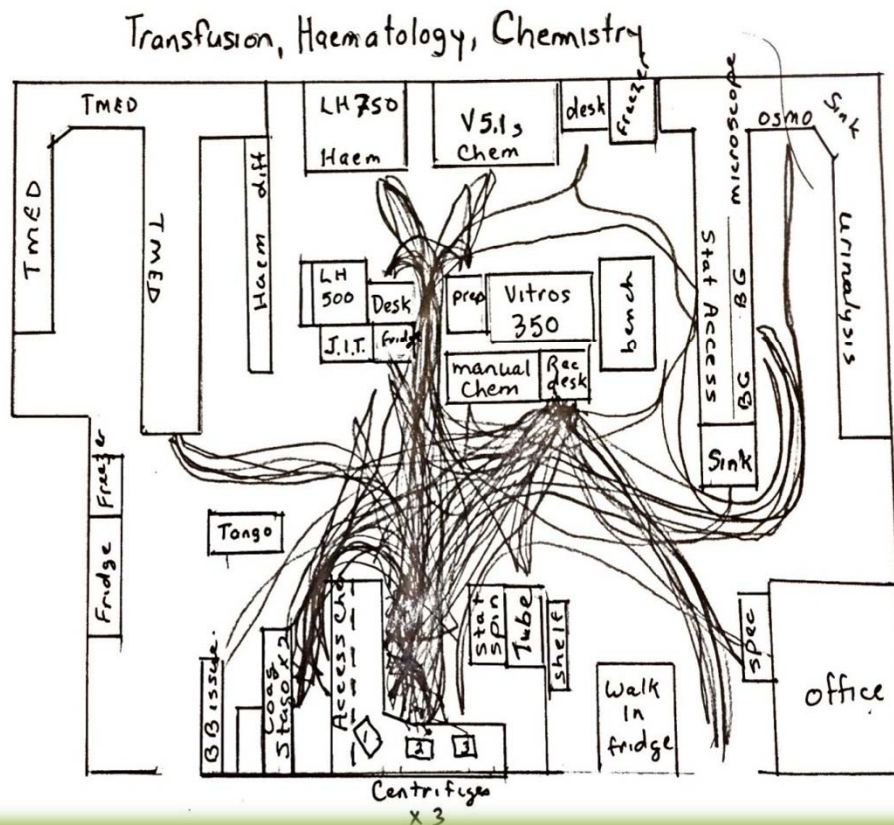 Transfusion, Haematology, Chemistry
TMED
LH750
Haem
V5.1s
Chem
desk
freezer
microscope
OSMO
Sink
TMED
TMED
Haem diff
LH
500
Desk
prep
Vitros
350
bench
Stat Access
BG
BG
Urinalysis
J.I.T.
fridge
manual
Chem
Rec
desk
Sink
Freezer
Fridge
Tango
BB issue
Coag
Stago x2
Access Che
Stat
Spin
Tube
shelf
Walk
in
fridge
spec
office
1
2
3
Centrifiges
x 3